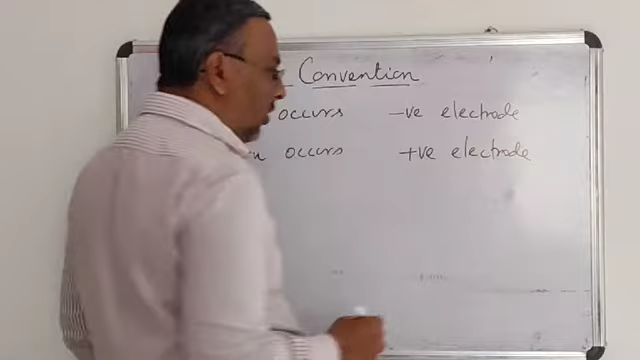 Convention
occurs -ve electrode
occurs +ve electrode